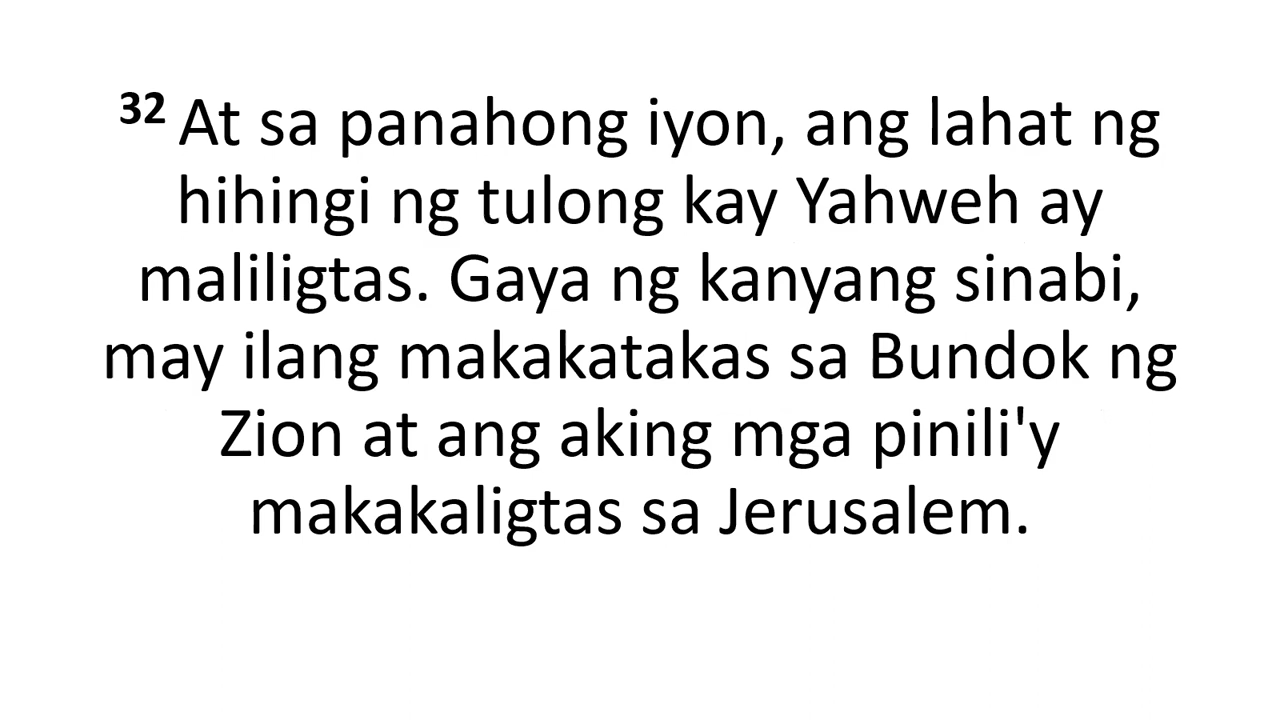 32 At sa panahong iyon, ang lahat ng
hihingi ng tulong kay Yahweh ay
maliligtas. Gaya ng kanyang sinabi,
may ilang makakatakas sa Bundok ng
Zion at ang aking mga pinili'y
makakaligtas sa Jerusalem.